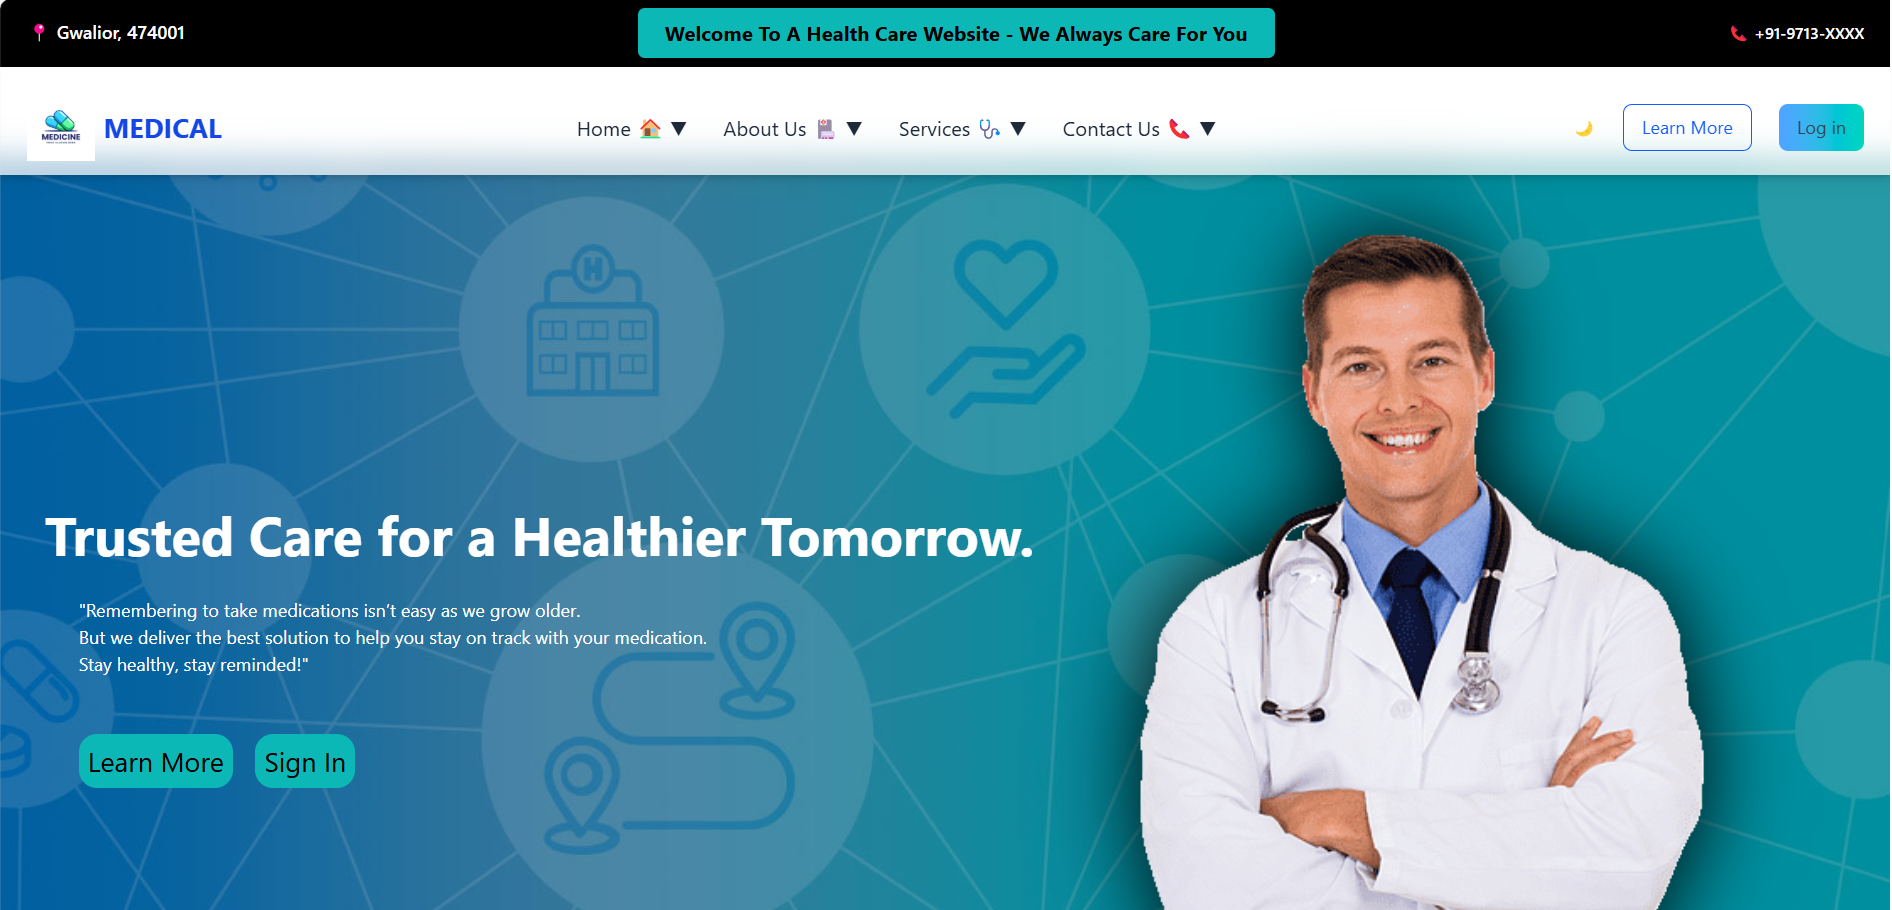 Gwalior, 474001
Welcome To A Health Care Website - We Always Care For You
+91-9713-XXXX
MEDICINE
MEDICAL
Home
About Us
Services
Contact Us
Learn More
Log in
H
Trusted Care for a Healthier Tomorrow.
"Remembering to take medications isn’t easy as we grow older.
But we deliver the best solution to help you stay on track with your medication.
Stay healthy, stay reminded!"
Learn More
Sign In